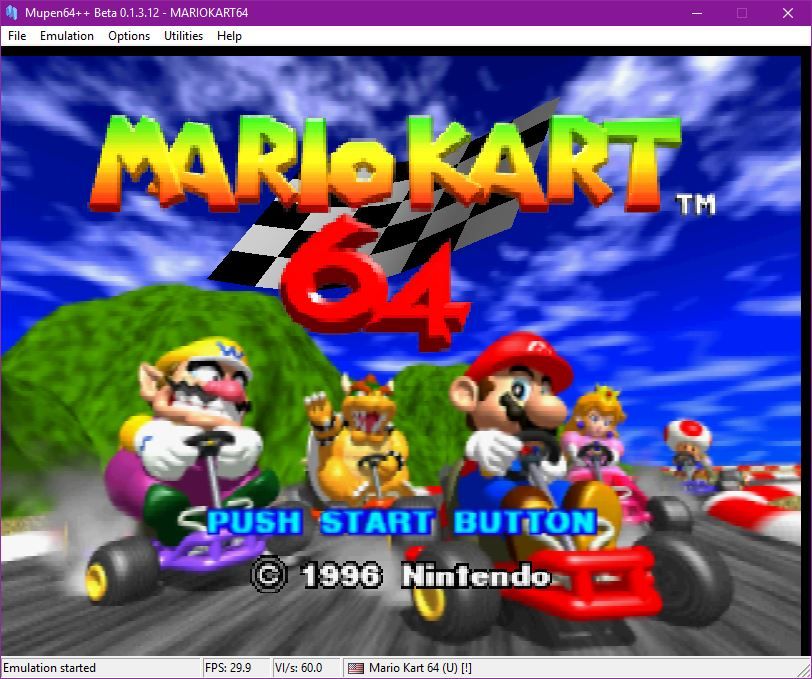 Mupen64++ Beta 0.1.3.12 - MARIOKART64
File Emulation Options Utilities Help
MARIO KART TM
64
W
M
PUSH START BUTTON
© 1996 Nintendo
Emulation started FPS: 29.9 VI/s: 60.0 Mario Kart 64 (U) [!]